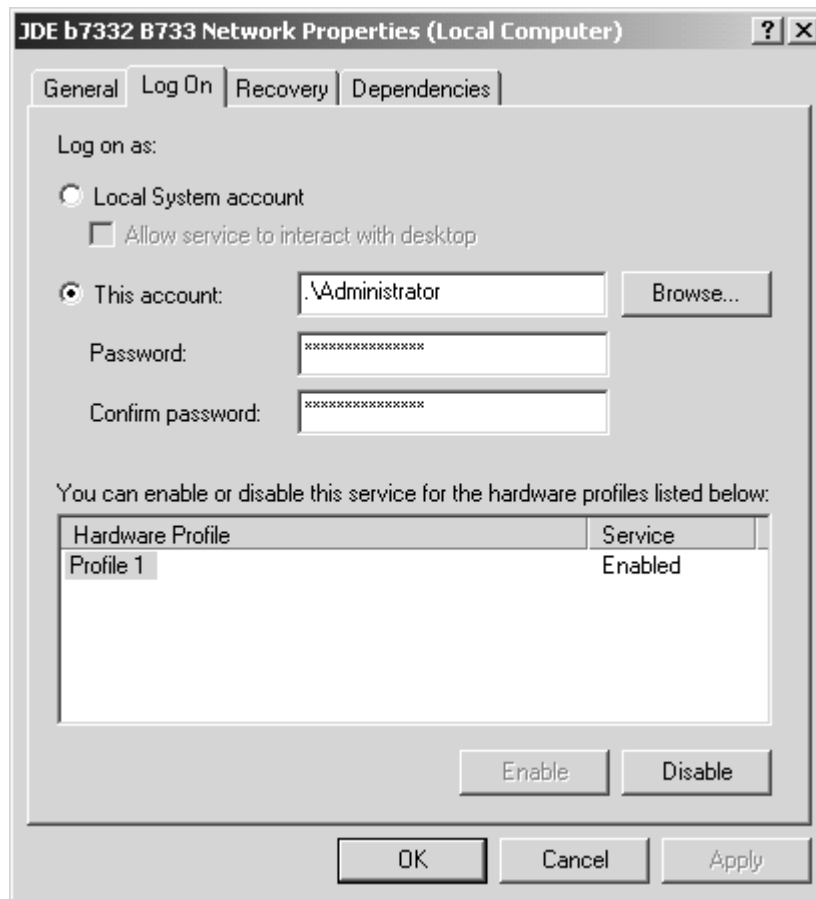 JDE b7332 B733 Network Properties (Local Computer) ? X
General Log On Recovery Dependencies
Log on as:
Local System account
Allow service to interact with desktop
This account: .\Administrator Browse...
Password: ***************
Confirm password: ***************
You can enable or disable this service for the hardware profiles listed below:
Hardware Profile Service
Profile 1 Enabled
Enable Disable
OK Cancel Apply